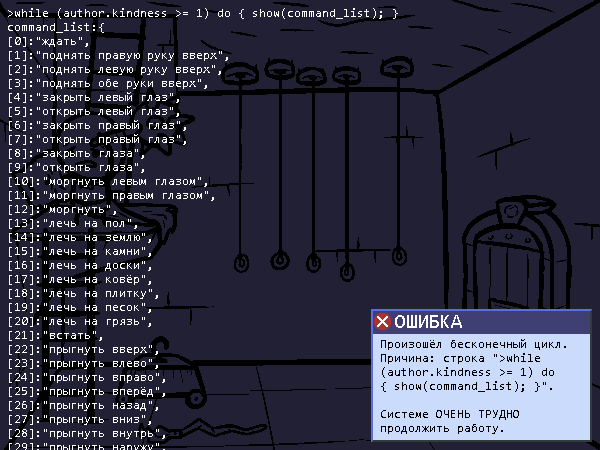 >while (author.kindness >= 1) do { show(command_list); }
command_list:{
[0]:"ждать",
[1]:"поднять правую руку вверх",
[2]:"поднять левую руку вверх",
[3]:"поднять обе руки вверх",
[4]:"закрыть левый глаз",
[5]:"открыть левый глаз",
[6]:"закрыть правый глаз",
[7]:"открыть правый глаз",
[8]:"закрыть глаза",
[9]:"открыть глаза",
[10]:"моргнуть левым глазом",
[11]:"моргнуть правым глазом",
[12]:"моргнуть",
[13]:"лечь на пол",
[14]:"лечь на землю",
[15]:"лечь на камни",
[16]:"лечь на доски",
[17]:"лечь на ковёр",
[18]:"лечь на плитку",
[19]:"лечь на песок",
[20]:"лечь на грязь",
[21]:"встать",
[22]:"прыгнуть вверх",
[23]:"прыгнуть влево",
[24]:"прыгнуть вправо",
[25]:"прыгнуть вперёд",
[26]:"прыгнуть назад",
[27]:"прыгнуть вниз",
[28]:"прыгнуть внутрь",
[29]:"прыгнуть наружу",
ОШИБКА
Произошёл бесконечный цикл.
Причина: строка ">while
(author.kindness >= 1) do
{ show(command_list); }".
Системе ОЧЕНЬ ТРУДНО
продолжить работу.